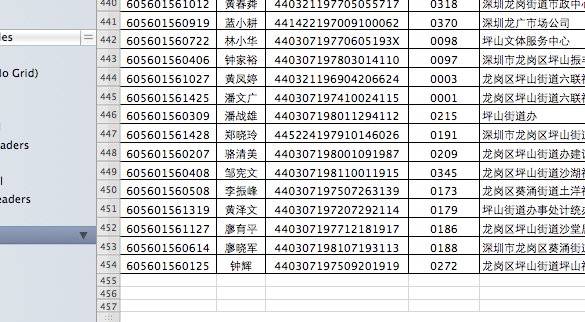 440 605601561012 黄春舜 440321197705055717 0318 深圳龙岗街道市政中
441 605601560919 蓝小耕 441422197009100062 0370 深圳龙广市场公司
les
442 605601560722 林小华 44030719770605193X 0098 坪山文体服务中心
443 605601560406 钟家裕 440307197803014110 0097 深圳市龙岗区坪山振
o Grid)
444 605601561027 黄凤婷 440321196904206624 0003 龙岗区坪山街道六联社
445 605601561425 潘文广 440307197410024115 0001 龙岗区坪山街道六联
446 605601560309 潘战雄 440307198011294112 0215 坪山街道办
447 605601561428 郑晓玲 445224197910146026 0191 深圳市龙岗区坪山街
aders
448 605601560207 骆清美 440307198001091987 0209 龙岗区坪山街道办建
449 605601560408 邹宪文 440307198110011915 0345 龙岗区坪山街道沙湖社
l
450 605601560508 李振峰 440307197507263139 0173 龙岗区葵涌街道土洋社
eaders
451 605601561319 黄泽文 440307197207292114 0179 坪山街道办事处计统办
452 605601561127 廖育平 440307197712181917 0186 龙岗区坪山街道沙堂
453 605601560614 廖晓军 440307198107193113 0188 深圳市龙岗区葵涌街道
454 605601560125 钟辉 440307197509201919 0272 龙岗区坪山街道坪山社
455
456
457